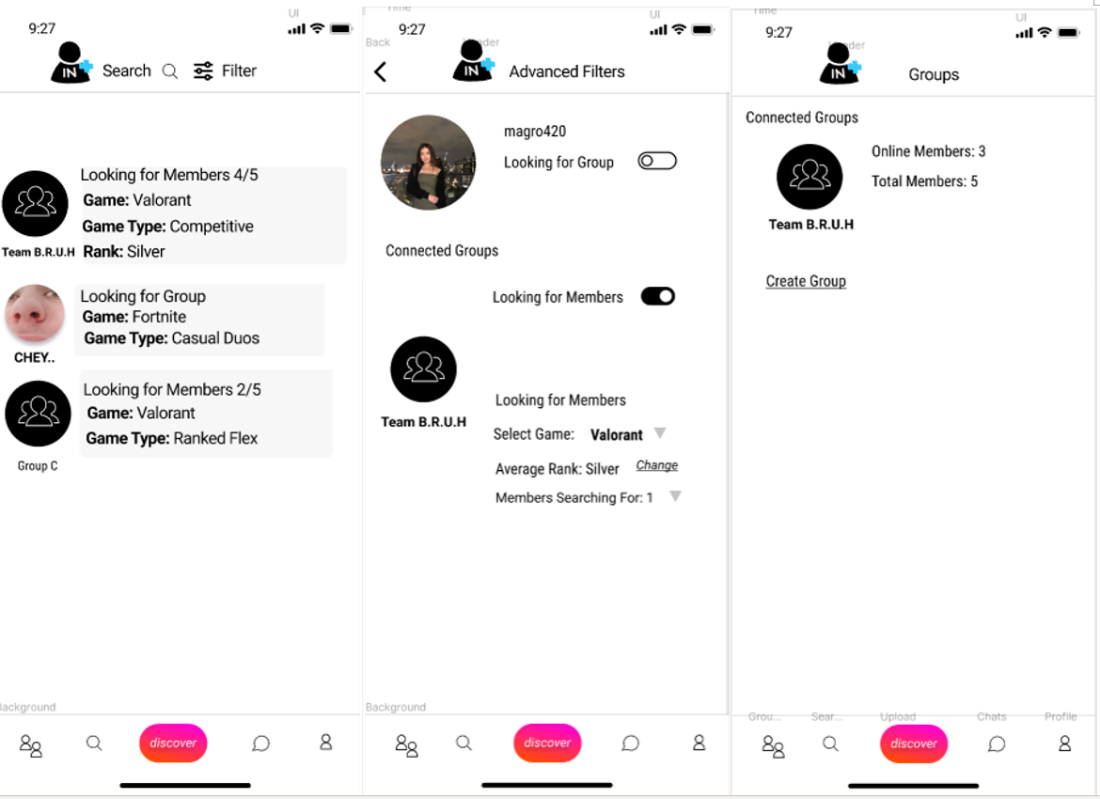 UI
9:27
IN
Search
Filter
Looking for Members 4/5
Game: Valorant
Game Type: Competitive
Rank: Silver
Team B.R.U.H
Looking for Group
Game: Fortnite
Game Type: Casual Duos
CHEY..
Looking for Members 2/5
Game: Valorant
Game Type: Ranked Flex
Group C
Background
discover
Time
UI
9:27
Back
IN
Advanced Filters
magro420
Looking for Group
Connected Groups
Looking for Members
Team B.R.U.H
Looking for Members
Select Game: Valorant
Average Rank: Silver Change
Members Searching For: 1
Background
discover
Time
UI
9:27
IN
Groups
Connected Groups
Online Members: 3
Total Members: 5
Team B.R.U.H
Create Group
Grou... Sear... Upload Chats Profile
discover